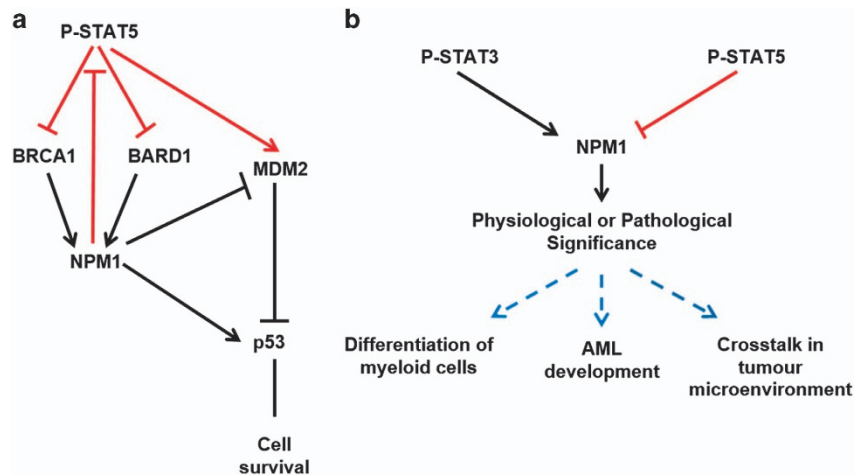 a
P-STAT5
BRCA1
BARD1
MDM2
NPM1
p53
Cell
survival
b
P-STAT3
P-STAT5
NPM1
Physiological or Pathological
Significance
Differentiation of
myeloid cells
AML
development
Crosstalk in
tumour
microenvironment